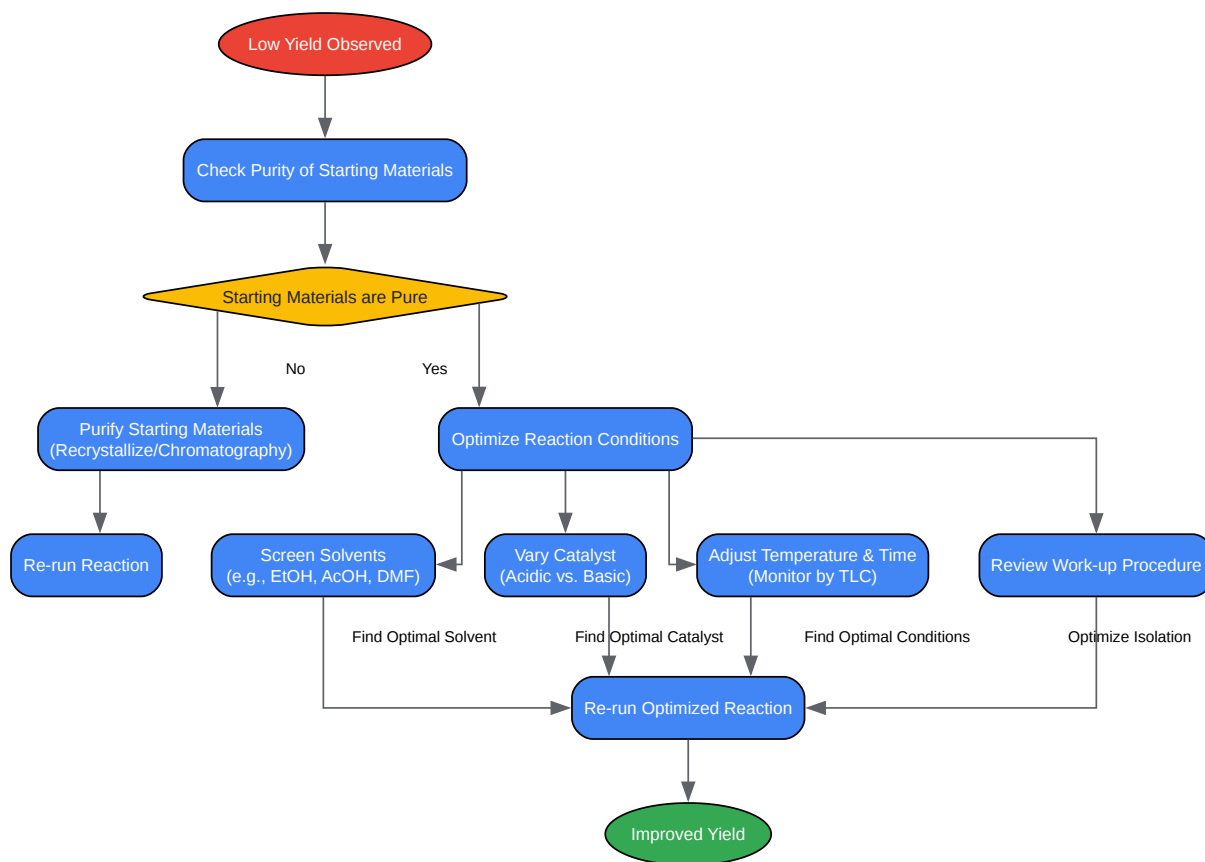 Low Yield Observed
Check Purity of Starting Materials
Starting Materials are Pure
No
Yes
Purify Starting Materials
(Recrystallize/Chromatography)
Optimize Reaction Conditions
Re-run Reaction
Screen Solvents
(e.g., EtOH, AcOH, DMF)
Vary Catalyst
(Acidic vs. Basic)
Adjust Temperature & Time
(Monitor by TLC)
Review Work-up Procedure
Find Optimal Solvent
Find Optimal Catalyst
Find Optimal Conditions
Optimize Isolation
Re-run Optimized Reaction
Improved Yield